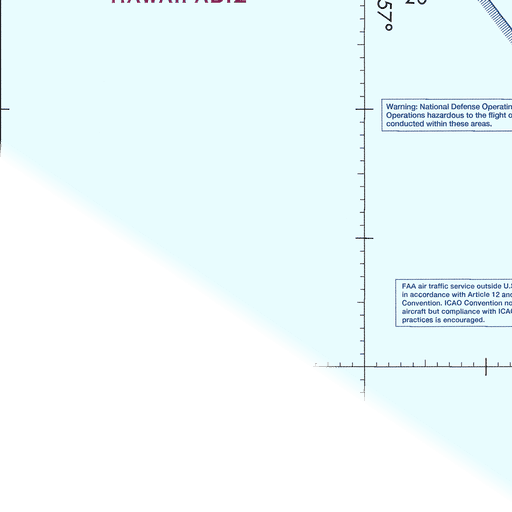 HAWAII ADIZ
57°
Warning: National Defense Operatin
Operations hazardous to the flight o
conducted within these areas.
FAA air traffic service outside U.S
in accordance with Article 12 and
Convention. ICAO Convention no
aircraft but compliance with ICA
practices is encouraged.